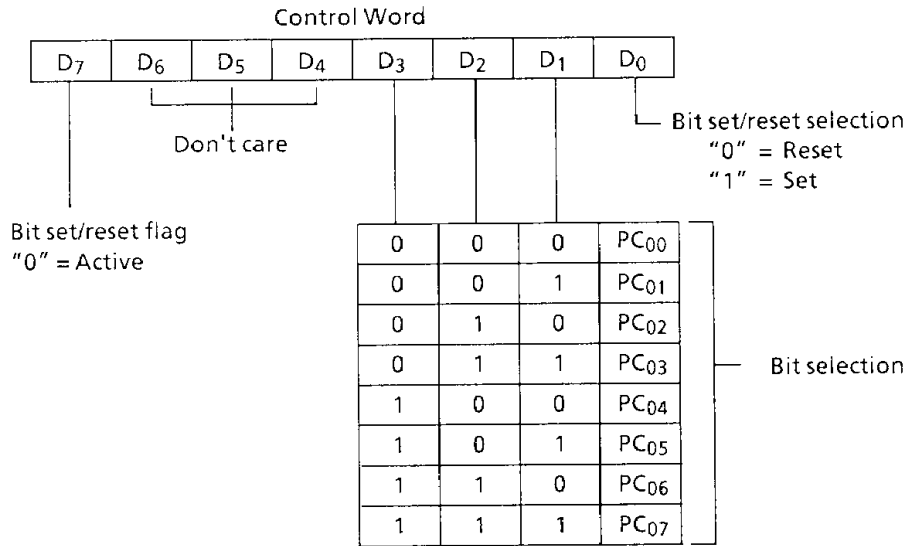 Control Word
D7 D6 D5 D4 D3 D2 D1 D0
Don't care
Bit set/reset selection
"0" = Reset
"1" = Set
Bit set/reset flag
"0" = Active
0 0 0 PC00
0 0 1 PC01
0 1 0 PC02
0 1 1 PC03
1 0 0 PC04
1 0 1 PC05
1 1 0 PC06
1 1 1 PC07
Bit selection